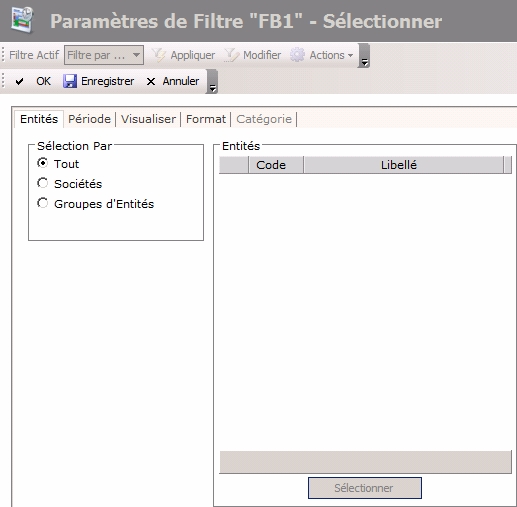 Paramètres de Filtre "FB1" - Sélectionner
Filtre Actif Filtre par ... Appliquer Modifier Actions
OK Enregistrer Annuler
Entités Période Visualiser Format Catégorie
Sélection Par
Tout
Sociétés
Groupes d'Entités
Entités
Code Libellé
Sélectionner